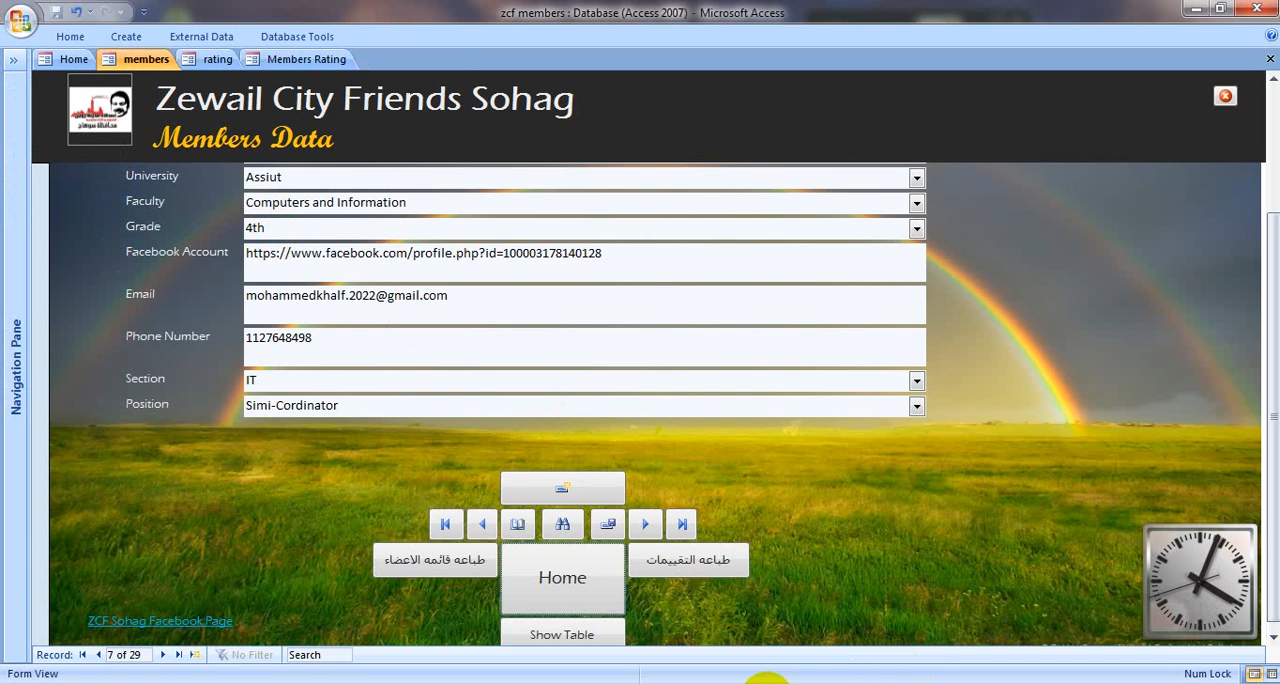 zcf members : Database (Access 2007) - Microsoft Access
Home Create External Data Database Tools
Home members rating Members Rating
Zewail City Friends Sohag
Members Data
University Assiut
Faculty Computers and Information
Grade 4th
Facebook Account https://www.facebook.com/profile.php?id=100003178140128
Email mohammedkhalf.2022@gmail.com
Phone Number 1127648498
Section IT
Position Simi-Cordinator
طباعه قائمه الاعضاء
Home
طباعه التقييمات
Show Table
ZCF Sohag Facebook Page
Navigation Pane
Record: 7 of 29 No Filter Search
Form View Num Lock